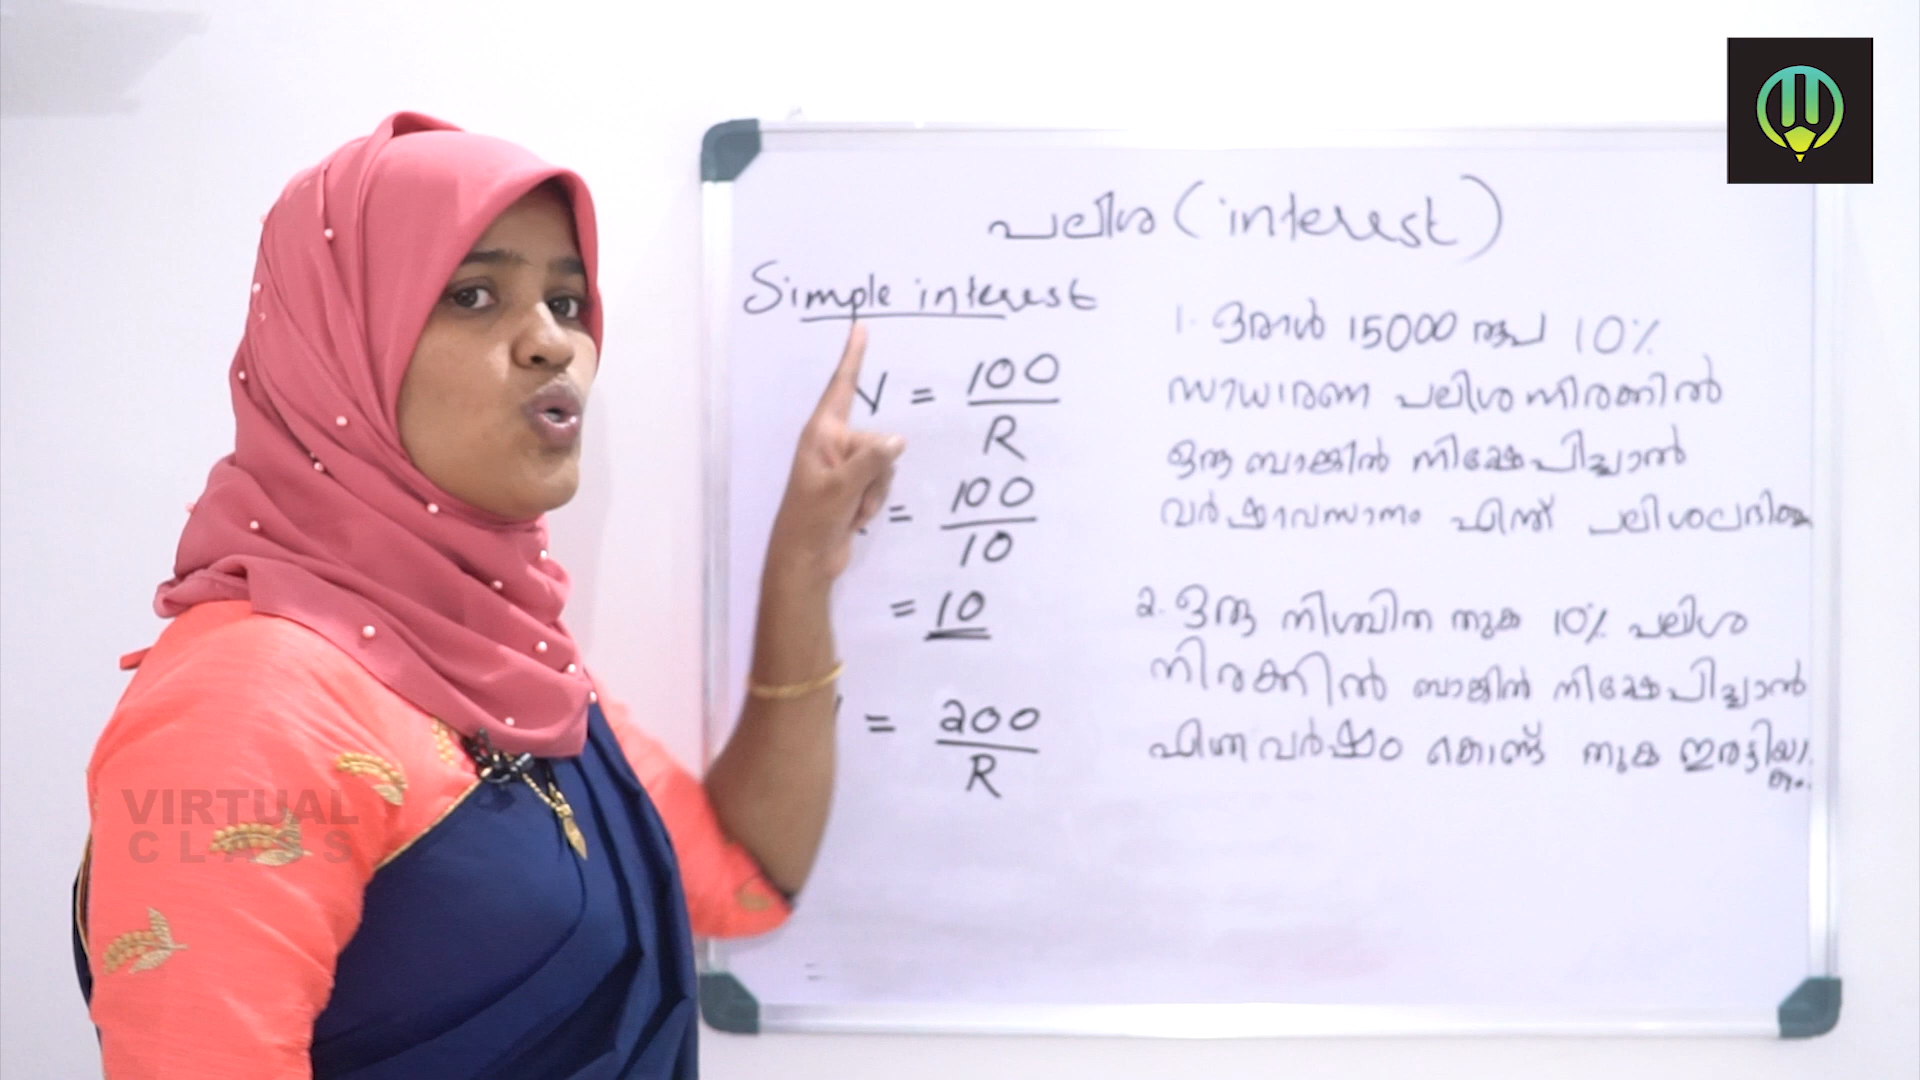 പലിശ (interest)
Simple interest
N = 100
R
= 100
10
= 10
= 200
R
1. ഒരാൾ 15000 രൂപ 10%
സാധാരണ പലിശ നിരക്കിൽ
ഒരു ബാങ്കിൽ നിക്ഷേപിച്ചാൽ
വർഷാവസാനം എന്ത് പലിശ ലഭിക്കും
2. ഒരു നിശ്ചിത തുക 10% പലിശ
നിരക്കിൽ ബാങ്കിൽ നിക്ഷേപിച്ചാൽ
എത്ര വർഷം കൊണ്ട് തുക ഇരട്ടിയാ
കും.
=
VIRTUAL
CLASS